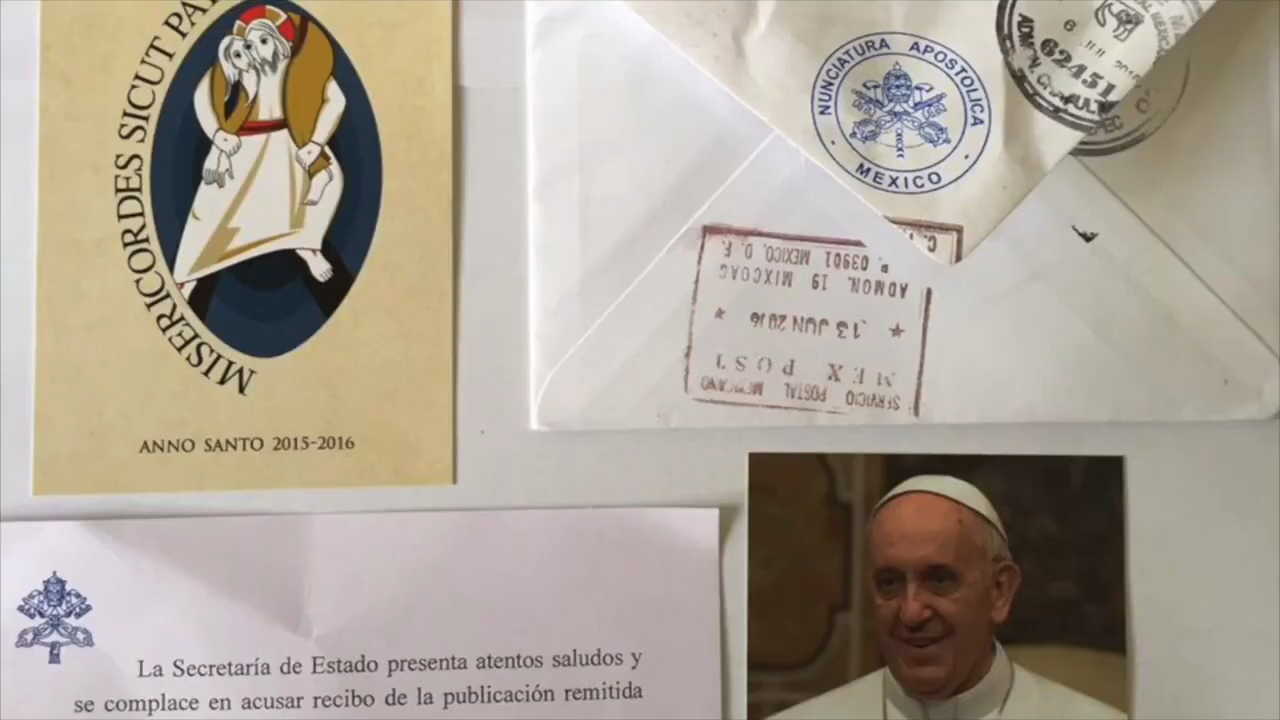 MISERICORDES SICUT PA
ANNO SANTO 2015-2016
NUNCIATURA APOSTOLICA
· MEXICO ·
62451
SERVICIO POSTAL MEXICANO
MEX POST
★ 13 JUN 2016 ★
ADMON. 19 MIXCOAC
P. 03901 MEXICO, D. F.
La Secretaría de Estado presenta atentos saludos y
se complace en acusar recibo de la publicación remitida